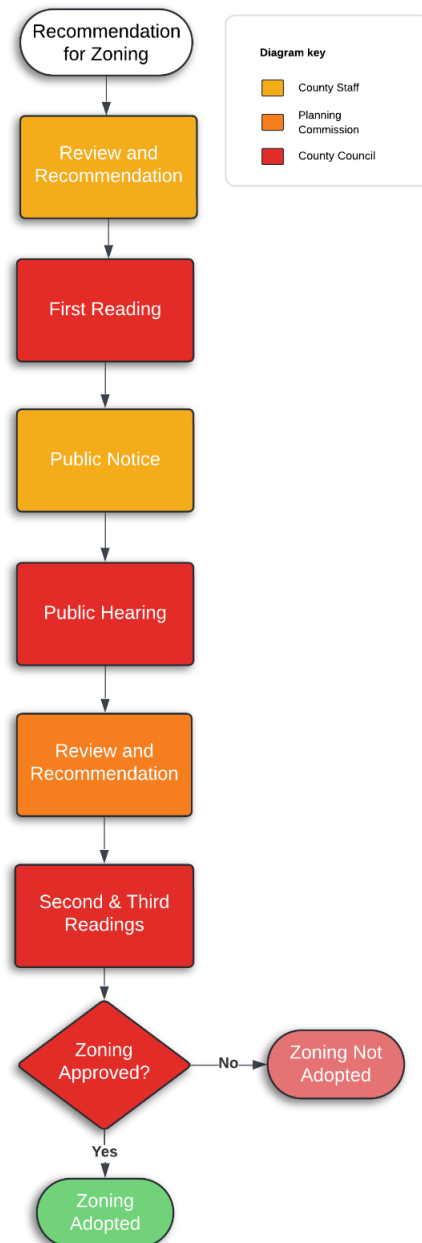 Recommendation
for Zoning
Diagram key
County Staff
Planning
Commission
County Council
Review and
Recommendation
First Reading
Public Notice
Public Hearing
Review and
Recommendation
Second & Third
Readings
Zoning
Approved?
No
Zoning Not
Adopted
Yes
Zoning
Adopted